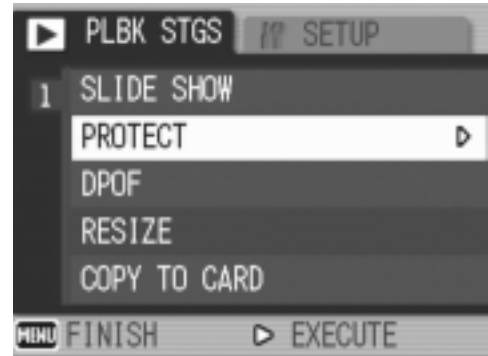 PLBK STGS SETUP
1 SLIDE SHOW
PROTECT
DPOF
RESIZE
COPY TO CARD
MENU FINISH EXECUTE